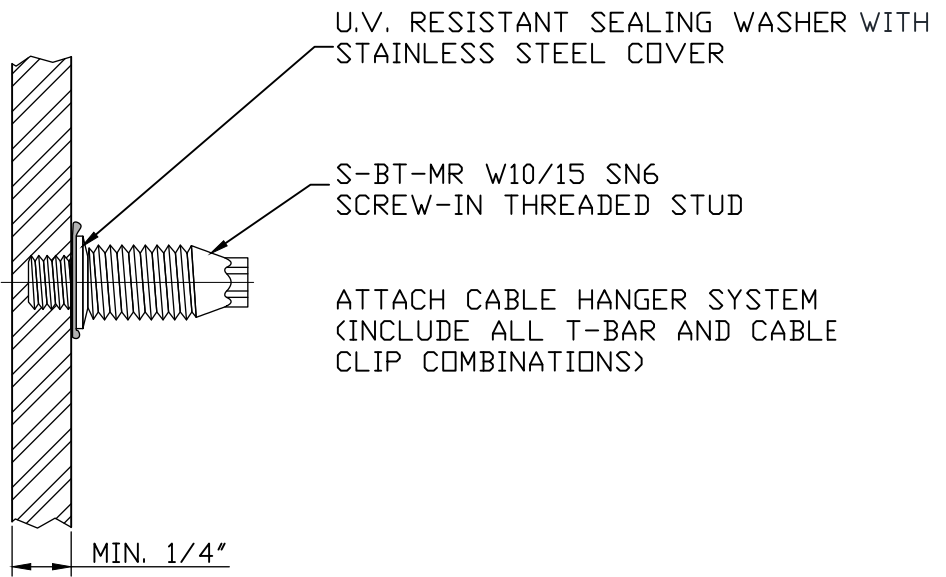 U.V. RESISTANT SEALING WASHER WITH
STAINLESS STEEL COVER
S-BT-MR W10/15 SN6
SCREW-IN THREADED STUD
ATTACH CABLE HANGER SYSTEM
(INCLUDE ALL T-BAR AND CABLE
CLIP COMBINATIONS)
MIN. 1/4"